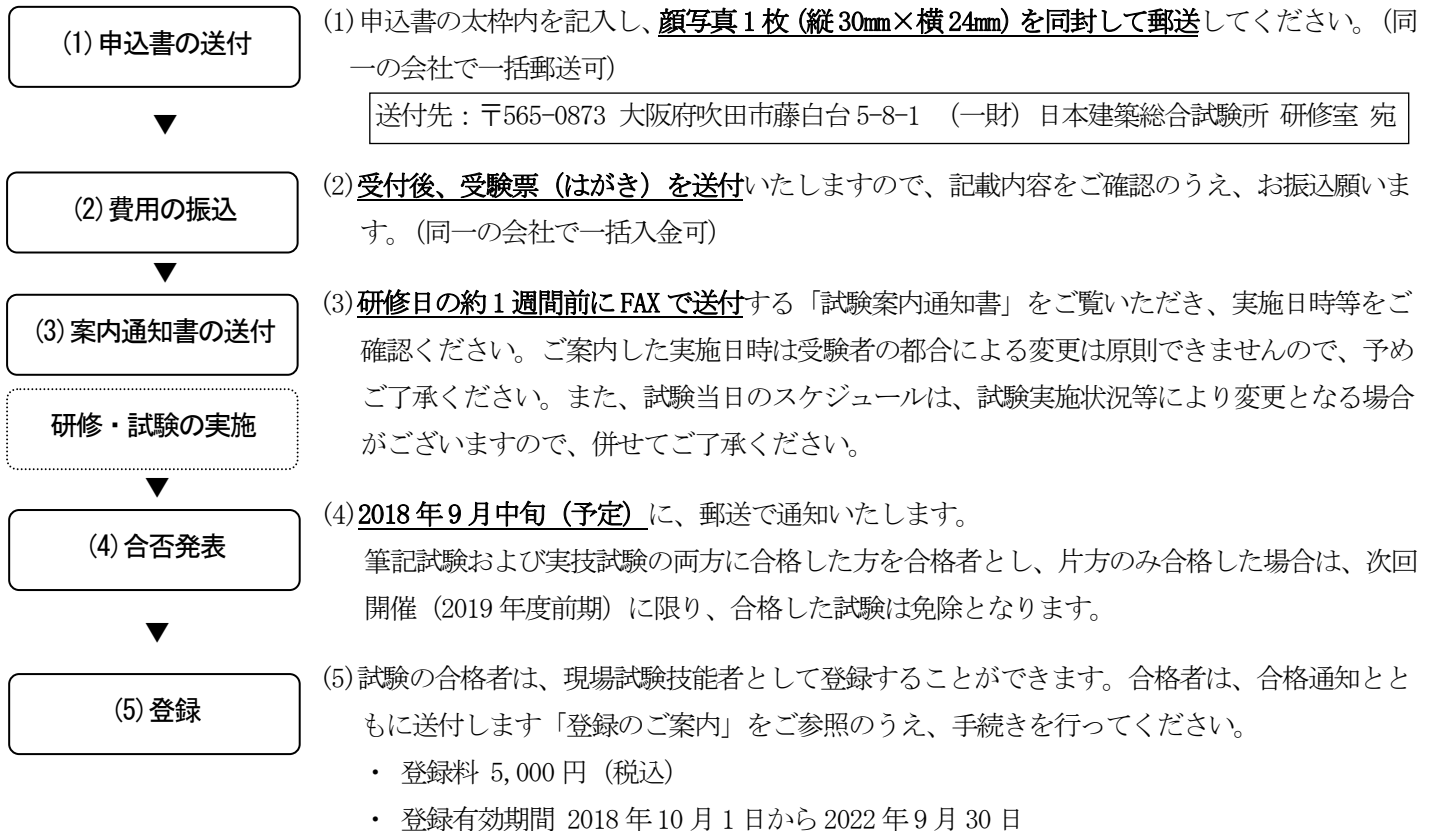 (1)申込書の送付
(1)申込書の太枠内を記入し、顔写真1枚(縦30mm×横24mm)を同封して郵送してください。(同
一の会社で一括郵送可)
送付先：〒565-0873 大阪府吹田市藤白台5-8-1 （一財）日本建築総合試験所 研修室 宛
▼
(2)費用の振込
(2)受付後、受験票（はがき）を送付いたしますので、記載内容をご確認のうえ、お振込願いま
す。(同一の会社で一括入金可)
▼
(3)案内通知書の送付
(3)研修日の約1週間前にFAXで送付する「試験案内通知書」をご覧いただき、実施日時等をご
確認ください。ご案内した実施日時は受験者の都合による変更は原則できませんので、予め
ご了承ください。また、試験当日のスケジュールは、試験実施状況等により変更となる場合
がございますので、併せてご了承ください。
研修・試験の実施
▼
(4)合否発表
(4)2018年9月中旬（予定）に、郵送で通知いたします。
筆記試験および実技試験の両方に合格した方を合格者とし、片方のみ合格した場合は、次回
開催（2019年度前期）に限り、合格した試験は免除となります。
▼
(5)登録
(5)試験の合格者は、現場試験技能者として登録することができます。合格者は、合格通知とと
もに送付します「登録のご案内」をご参照のうえ、手続きを行ってください。
・ 登録料 5,000円（税込）
・ 登録有効期間 2018年10月1日から2022年9月30日